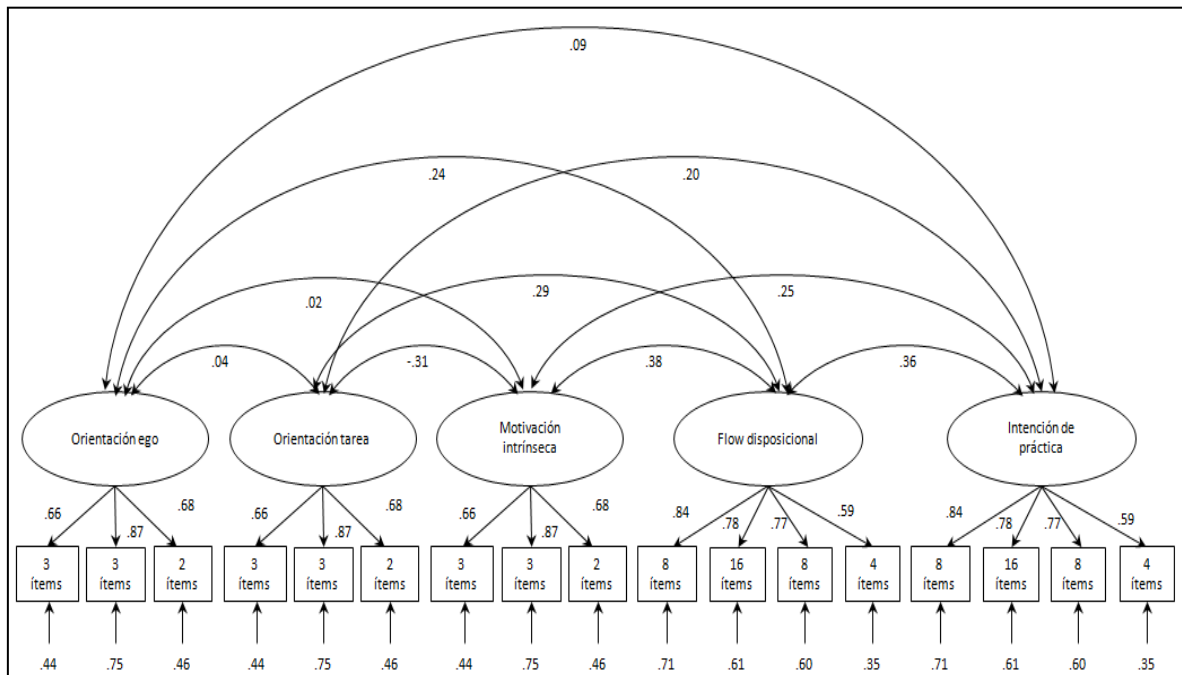 .09
.24
.20
.02
.29
.25
.04
-.31
.38
.36
Orientación ego
Orientación tarea
Motivación
intrínseca
Flow disposicional
Intención de
práctica
.66 .87 .68 .66 .87 .68 .66 .87 .68 .84 .78 .77 .59 .84 .78 .77 .59
3 3 2 3 3 2 3 3 2 8 16 8 4 8 16 8 4
ítems ítems ítems ítems ítems ítems ítems ítems ítems ítems ítems ítems ítems ítems ítems ítems ítems
.44 .75 .46 .44 .75 .46 .44 .75 .46 .71 .61 .60 .35 .71 .61 .60 .35